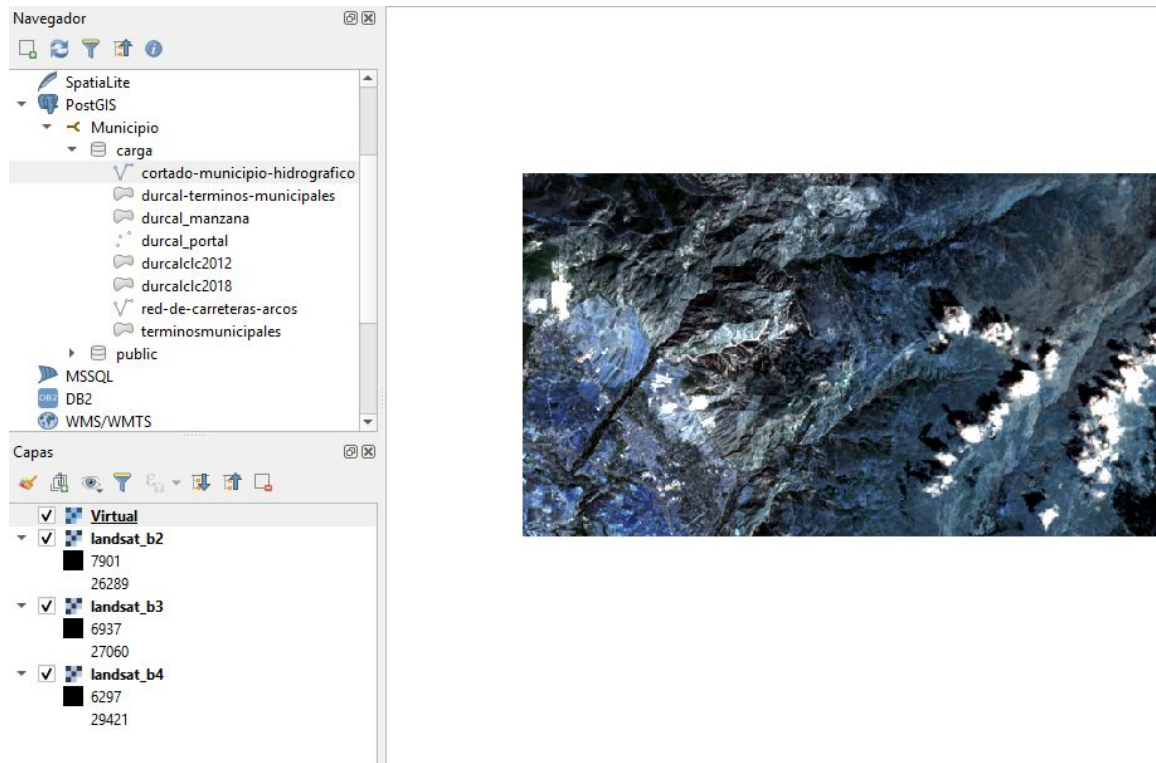 Navegador
SpatiaLite
PostGIS
Municipio
carga
cortado-municipio-hidrografico
durcal-terminos-municipales
durcal_manzana
durcal_portal
durcalclc2012
durcalclc2018
red-de-carreteras-arcos
terminosmunicipales
public
MSSQL
DB2 DB2
WMS/WMTS
Capas
Virtual
landsat_b2
7901
26289
landsat_b3
6937
27060
landsat_b4
6297
29421